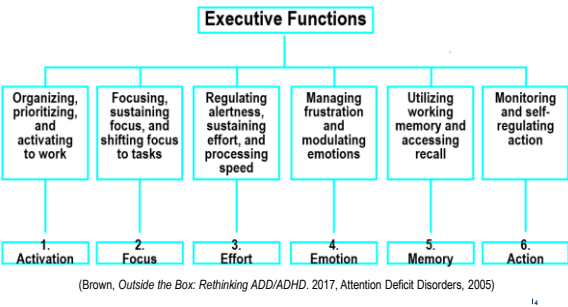 Executive Functions
Organizing,
prioritizing,
and
activating
to work
Focusing,
sustaining
focus, and
shifting focus
to tasks
Regulating
alertness,
sustaining
effort, and
processing
speed
Managing
frustration
and
modulating
emotions
Utilizing
working
memory and
accessing
recall
Monitoring
and self-
regulating
action
1.
Activation
2.
Focus
3.
Effort
4.
Emotion
5.
Memory
6.
Action
(Brown, Outside the Box: Rethinking ADD/ADHD. 2017, Attention Deficit Disorders, 2005)
4